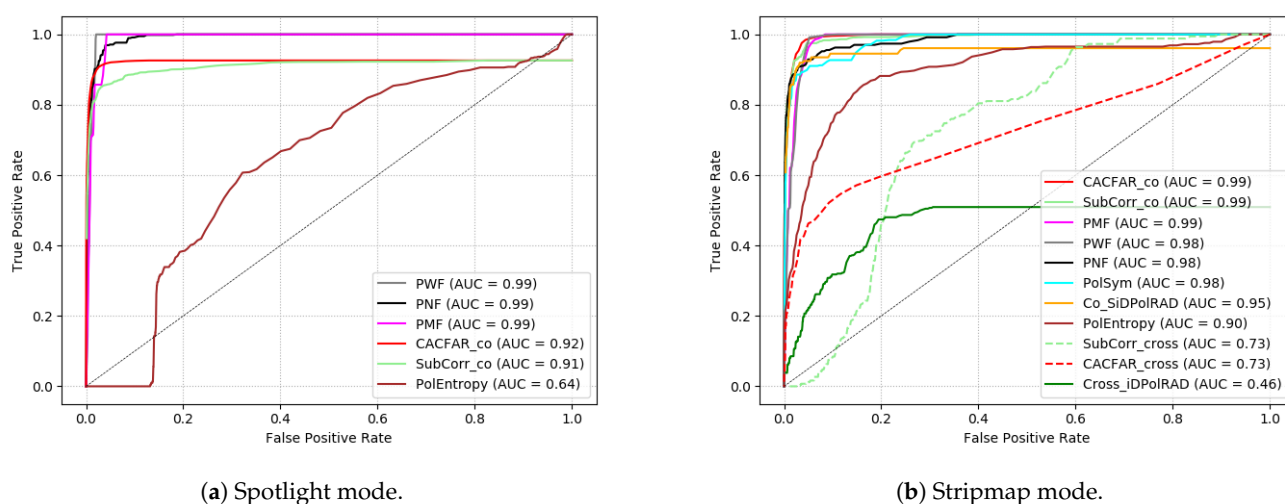 1.0
0.8
0.6
0.4
0.2
0.0
True Positive Rate
0.0 0.2 0.4 0.6 0.8 1.0
False Positive Rate
PWF (AUC = 0.99)
PNF (AUC = 0.99)
PMF (AUC = 0.99)
CACFAR_co (AUC = 0.92)
SubCorr_co (AUC = 0.91)
PolEntropy (AUC = 0.64)
(a) Spotlight mode.
1.0
0.8
0.6
0.4
0.2
0.0
True Positive Rate
0.0 0.2 0.4 0.6 0.8 1.0
False Positive Rate
CACFAR_co (AUC = 0.99)
SubCorr_co (AUC = 0.99)
PMF (AUC = 0.99)
PWF (AUC = 0.98)
PNF (AUC = 0.98)
PolSym (AUC = 0.98)
Co_SiDPolRAD (AUC = 0.95)
PolEntropy (AUC = 0.90)
SubCorr_cross (AUC = 0.73)
CACFAR_cross (AUC = 0.73)
Cross_iDPolRAD (AUC = 0.46)
(b) Stripmap mode.